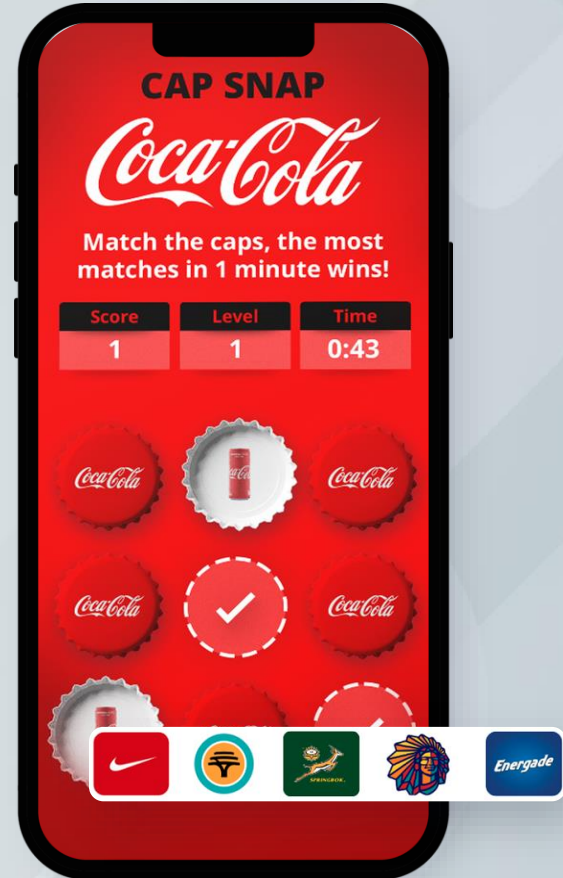 CAP SNAP
Coca-Cola
Match the caps, the most
matches in 1 minute wins!
Score Level Time
1 1 0:43
Coca-Cola Coca-Cola
Coca-Cola Coca-Cola
SPRINGBOK
Energade